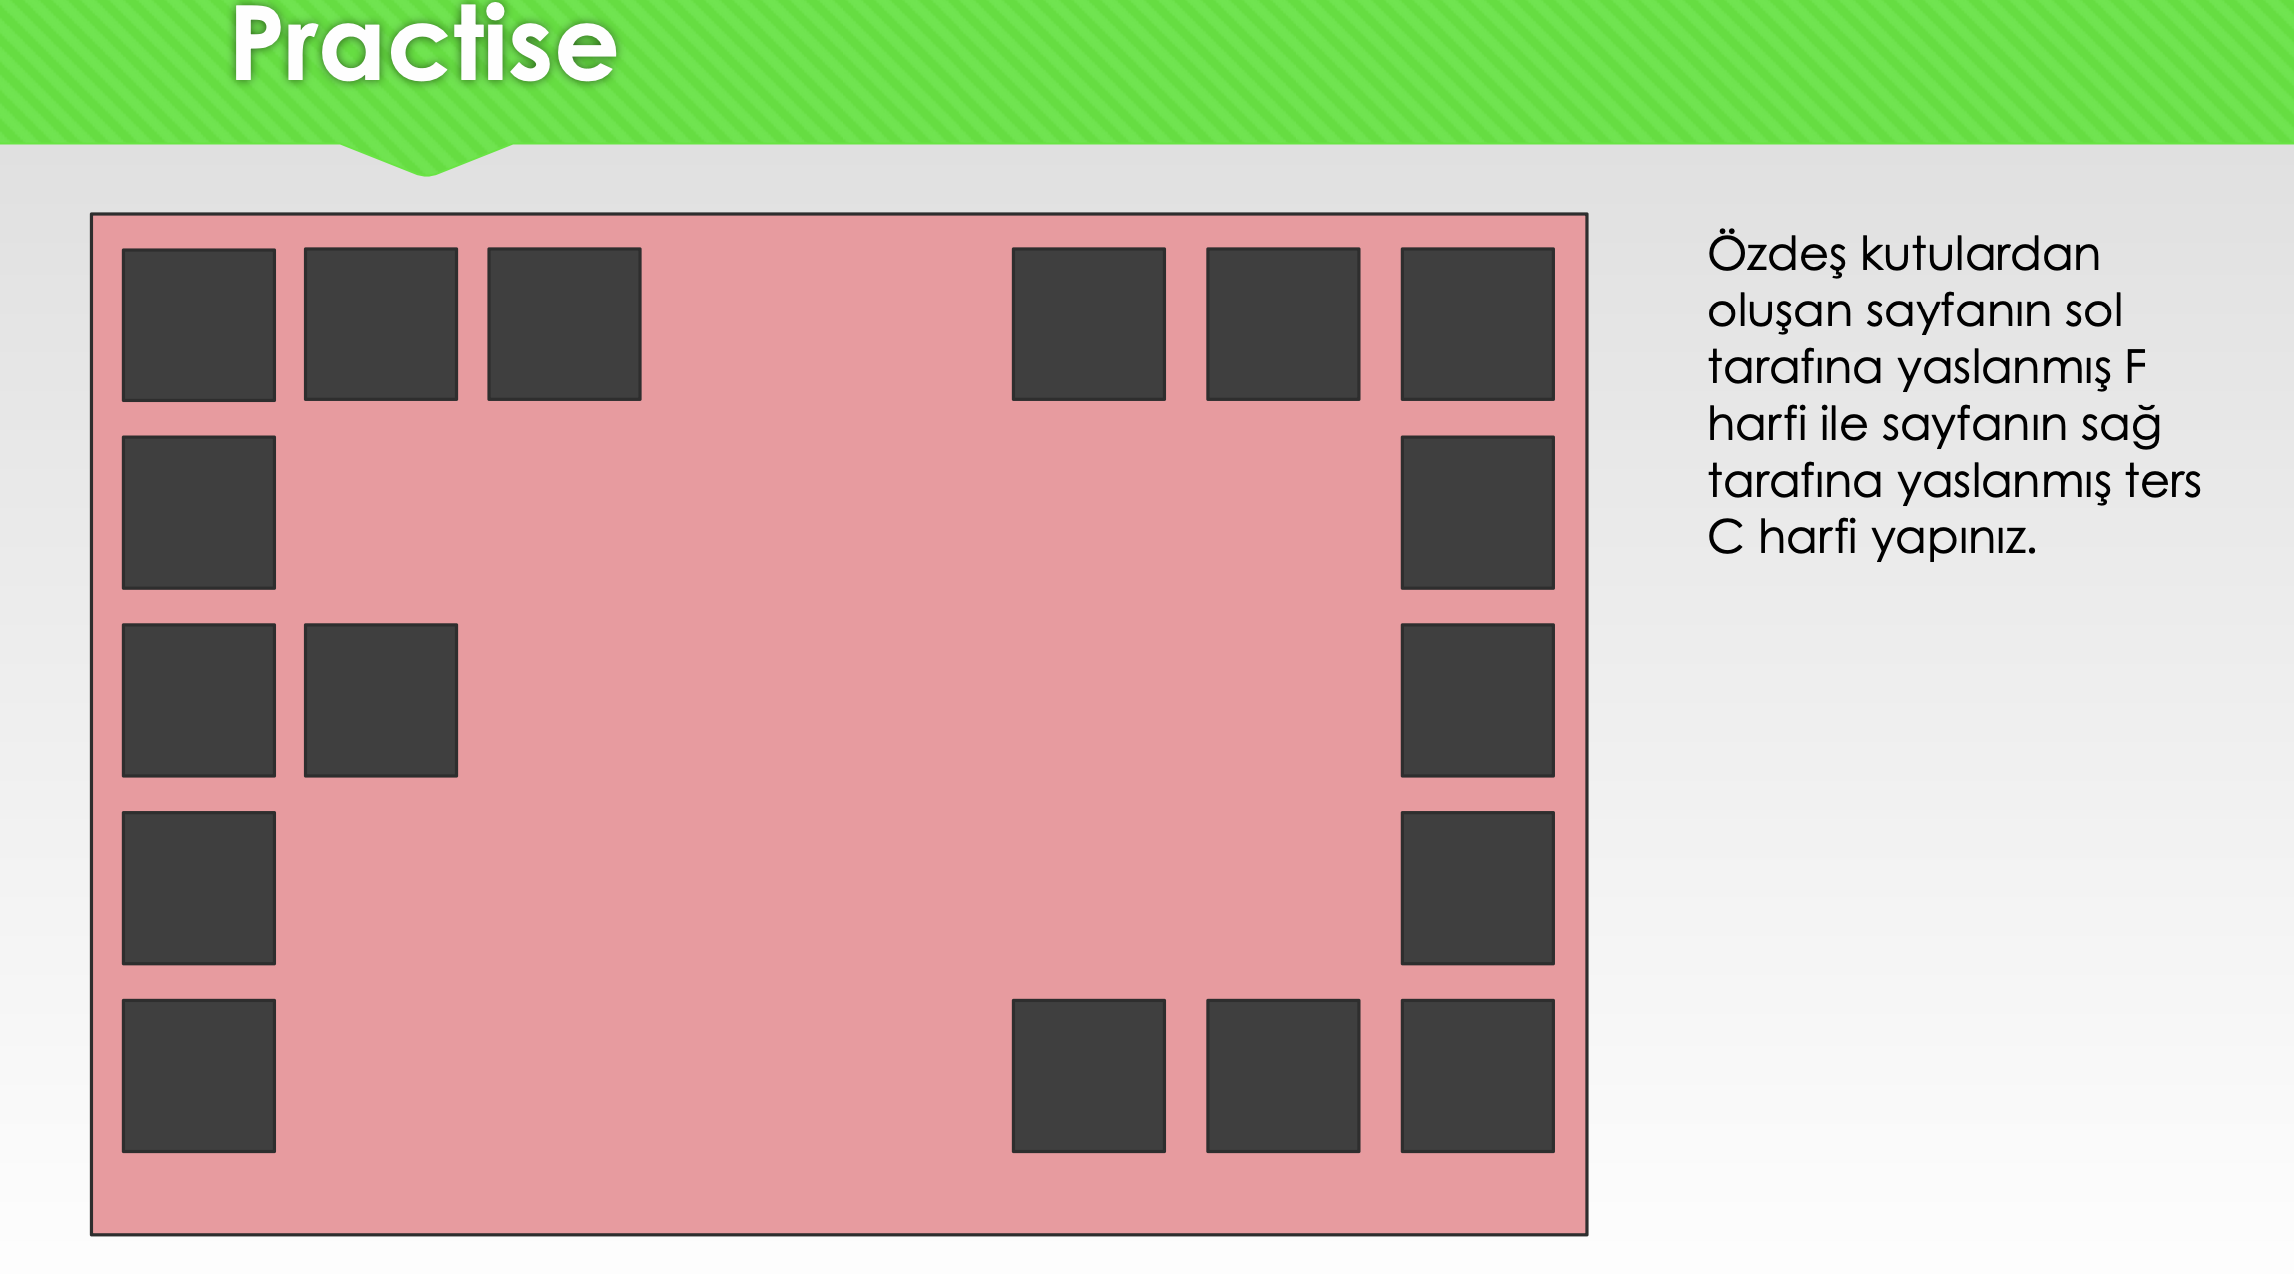 Practise
Özdeş kutulardan
oluşan sayfanın sol
tarafına yaslanmış F
harfi ile sayfanın sağ
tarafına yaslanmış ters
C harfi yapınız.